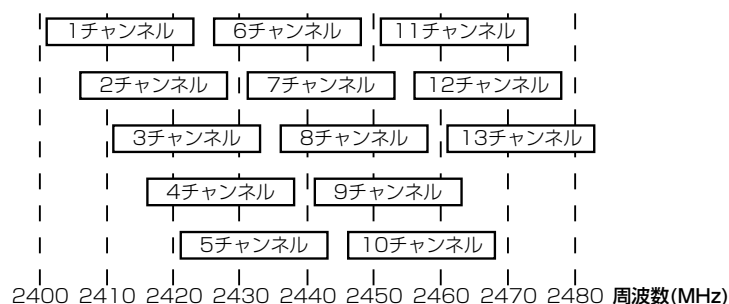 1チャンネル 6チャンネル 11チャンネル
2チャンネル 7チャンネル 12チャンネル
3チャンネル 8チャンネル 13チャンネル
4チャンネル 9チャンネル
5チャンネル 10チャンネル
2400 2410 2420 2430 2440 2450 2460 2470 2480 周波数(MHz)